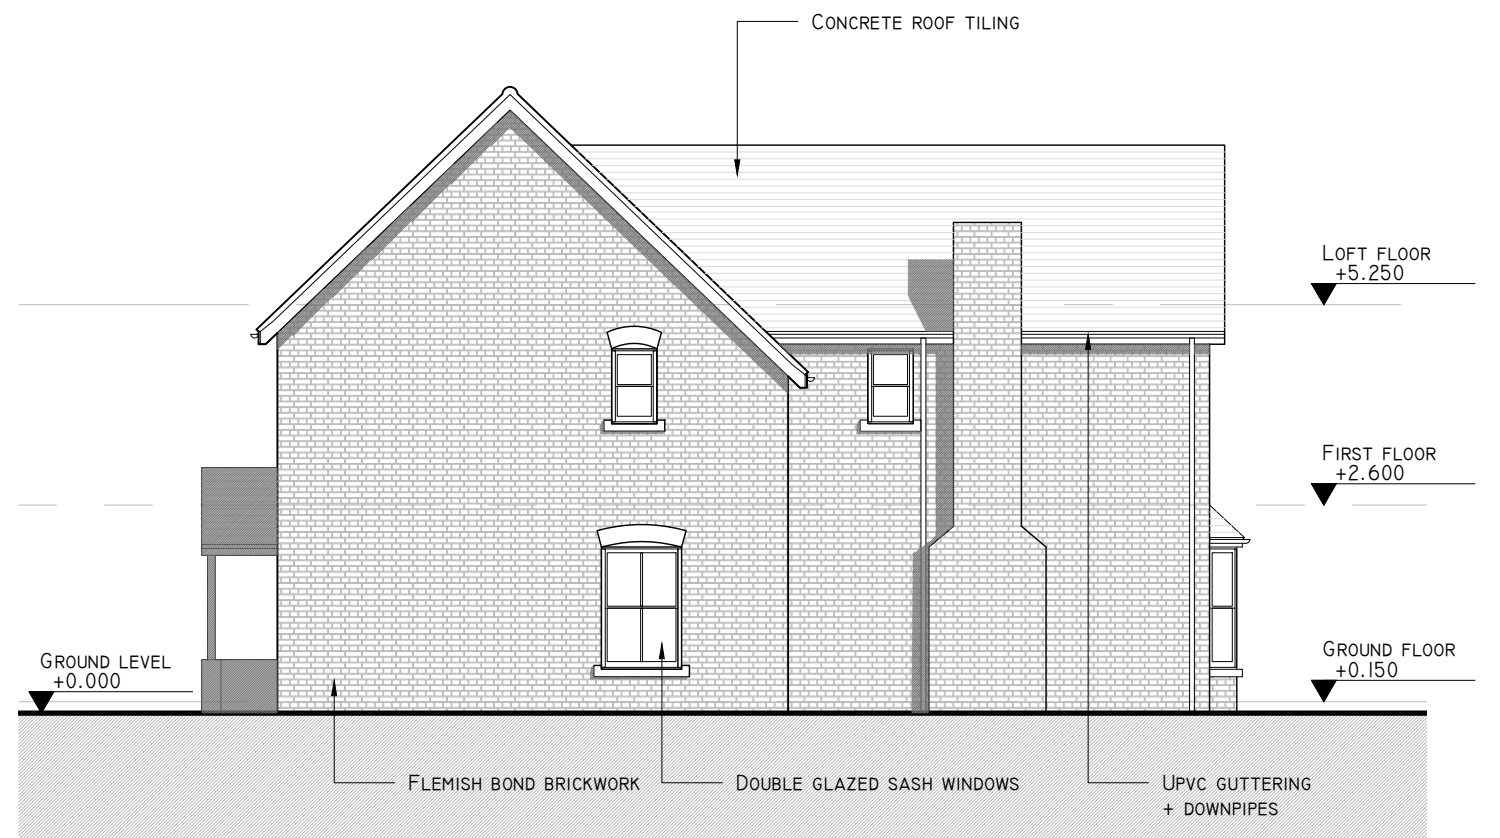 Concrete roof tiling
Loft floor
+5.250
First floor
+2.600
Ground level
+0.000
Ground floor
+0.150
Flemish bond brickwork
Double glazed sash windows
Upvc guttering
+ downpipes